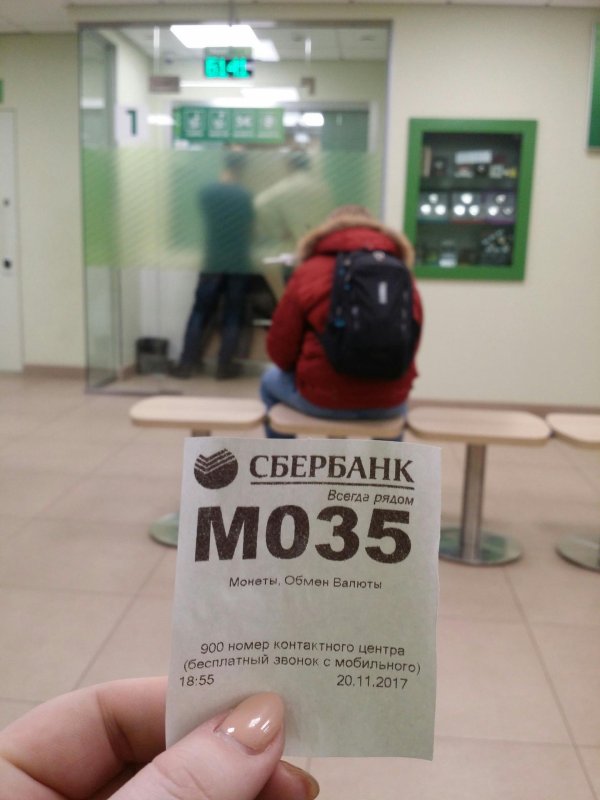 1
СБЕРБАНК
Всегда рядом
М035
Монеты, Обмен Валюты
900 номер контактного центра
(бесплатный звонок с мобильного)
18:55 20.11.2017